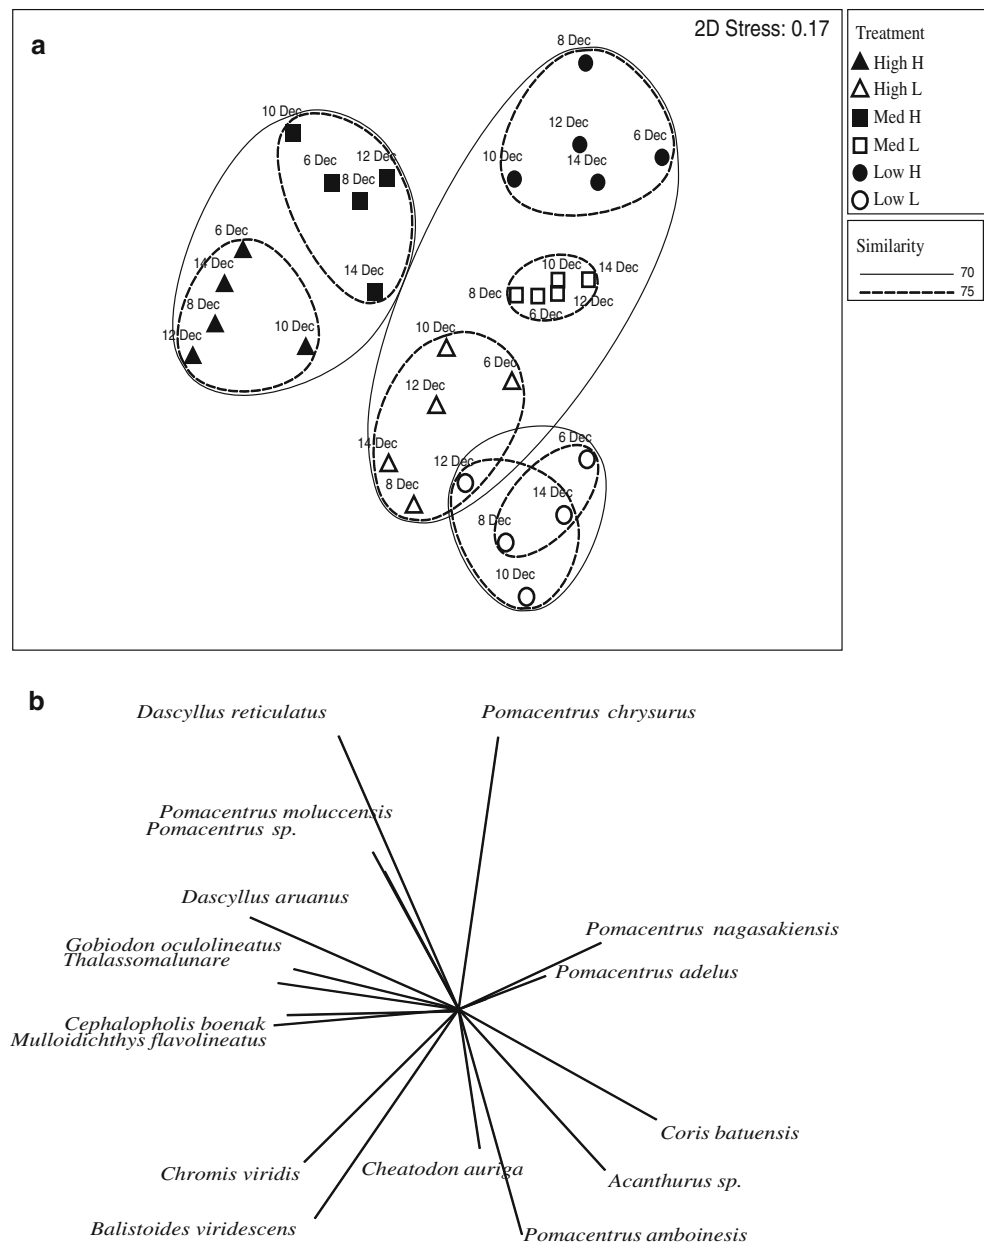 a
2D Stress: 0.17
8 Dec
12 Dec
6 Dec
10 Dec
14 Dec
10 Dec
6 Dec
12 Dec
8 Dec
14 Dec
6 Dec
14 Dec
8 Dec
12 Dec
10 Dec
10 Dec
14 Dec
8 Dec
6 Dec
12 Dec
10 Dec
6 Dec
12 Dec
14 Dec
8 Dec
12 Dec
6 Dec
14 Dec
8 Dec
10 Dec
Treatment
High H
High L
Med H
Med L
Low H
Low L
Similarity
70
75
b
Dascyllus reticulatus
Pomacentrus chrysurus
Pomacentrus moluccensis
Pomacentrus sp.
Dascyllus aruanus
Gobiodon oculolineatus
Thalassomalunare
Pomacentrus nagasakiensis
Pomacentrus adelus
Cephalopholis boenak
Mulloidichthys flavolineatus
Coris batuensis
Chromis viridis
Cheatodon auriga
Acanthurus sp.
Balistoides viridescens
Pomacentrus amboinesis